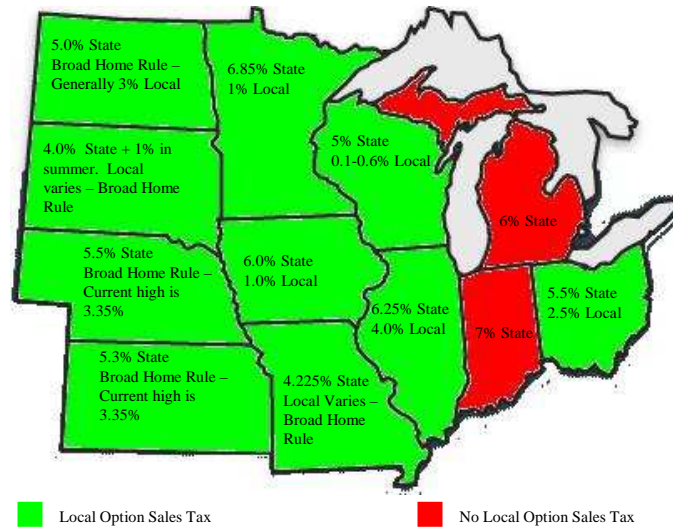 5.0% State
Broad Home Rule –
Generally 3% Local
6.85% State
1% Local
4.0% State + 1% in
summer. Local
varies – Broad Home
Rule
5% State
0.1-0.6% Local
6% State
5.5% State
Broad Home Rule –
Current high is
3.35%
6.0% State
1.0% Local
6.25% State
4.0% Local
7% State
5.5% State
2.5% Local
5.3% State
Broad Home Rule –
Current high is
3.35%
4.225% State
Local Varies –
Broad Home
Rule
Local Option Sales Tax
No Local Option Sales Tax